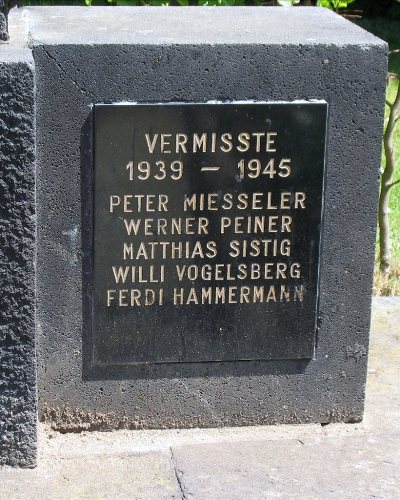 VERMISSTE
1939 – 1945
PETER MIESSELER
WERNER PEINER
MATTHIAS SISTIG
WILLI VOGELSBERG
FERDI HAMMERMANN